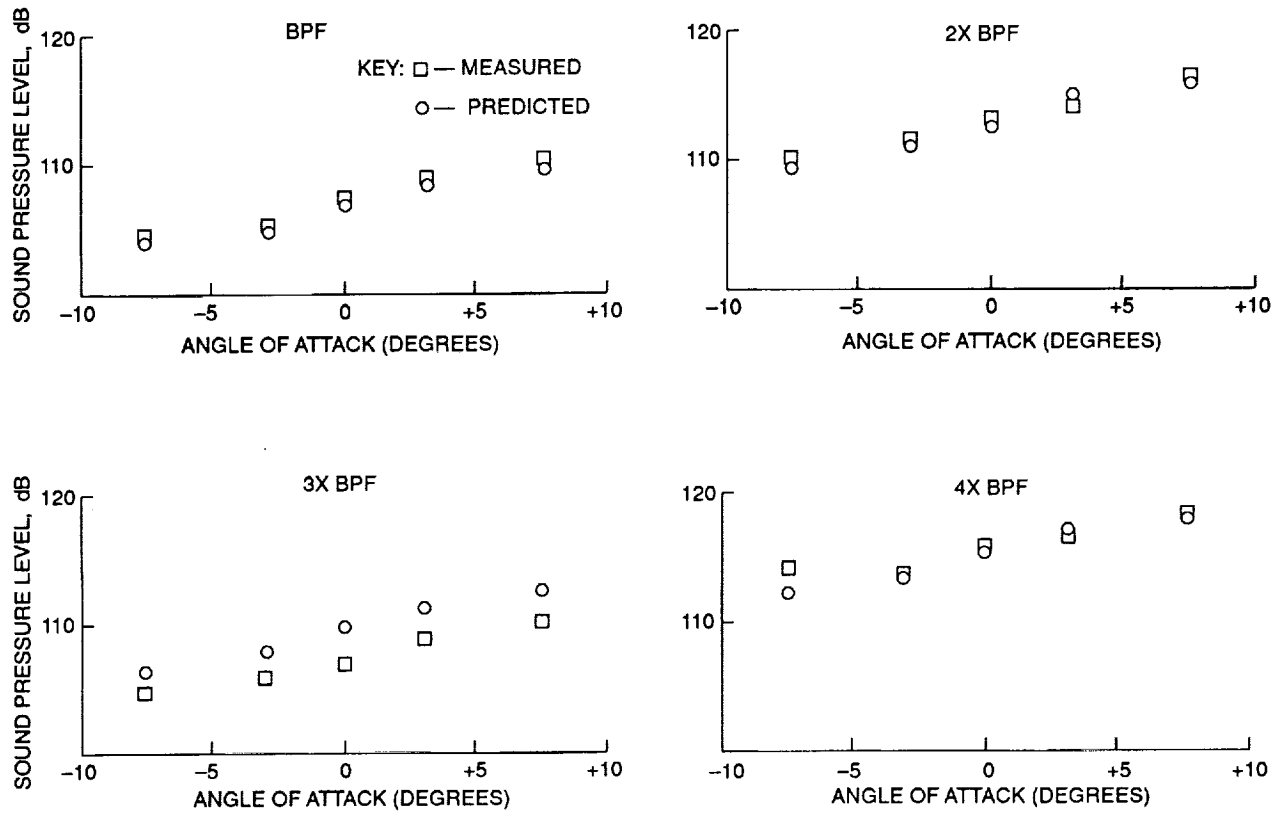 BPF
KEY: □ — MEASURED
○ — PREDICTED
SOUND PRESSURE LEVEL, dB
120
110
−10 −5 0 +5 +10
ANGLE OF ATTACK (DEGREES)
2X BPF
120
110
−10 −5 0 +5 +10
ANGLE OF ATTACK (DEGREES)
3X BPF
SOUND PRESSURE LEVEL, dB
120
110
−10 −5 0 +5 +10
ANGLE OF ATTACK (DEGREES)
4X BPF
120
110
−10 −5 0 +5 +10
ANGLE OF ATTACK (DEGREES)